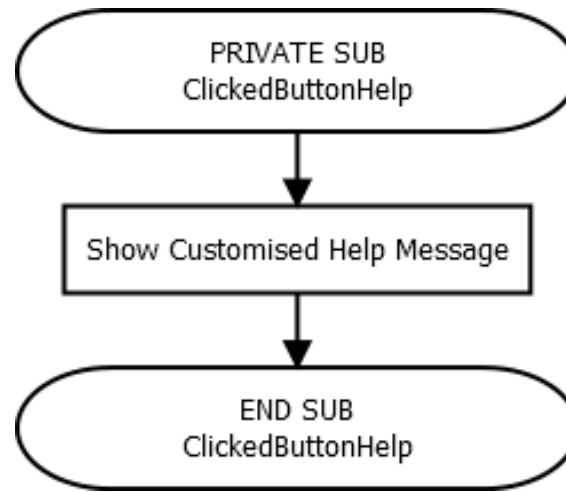 PRIVATE SUB
ClickedButtonHelp
Show Customised Help Message
END SUB
ClickedButtonHelp